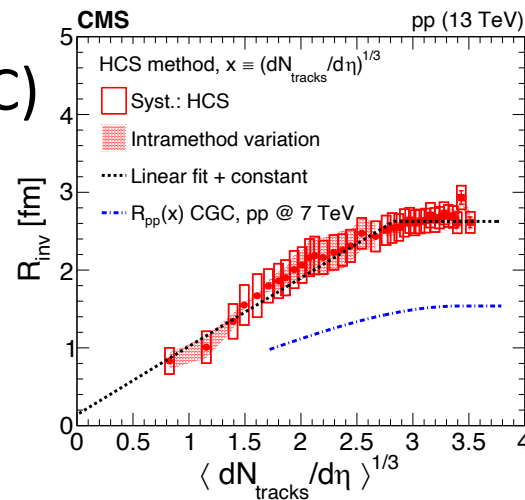 CMS pp (13 TeV)
C)
HCS method, x ≡ (dN_tracks/dη)^1/3
Syst.: HCS
Intramethod variation
Linear fit + constant
R_pp(x) CGC, pp @ 7 TeV
R_inv [fm]
5
4
3
2
1
0
0 0.5 1 1.5 2 2.5 3 3.5 4
⟨ dN_tracks/dη ⟩^1/3